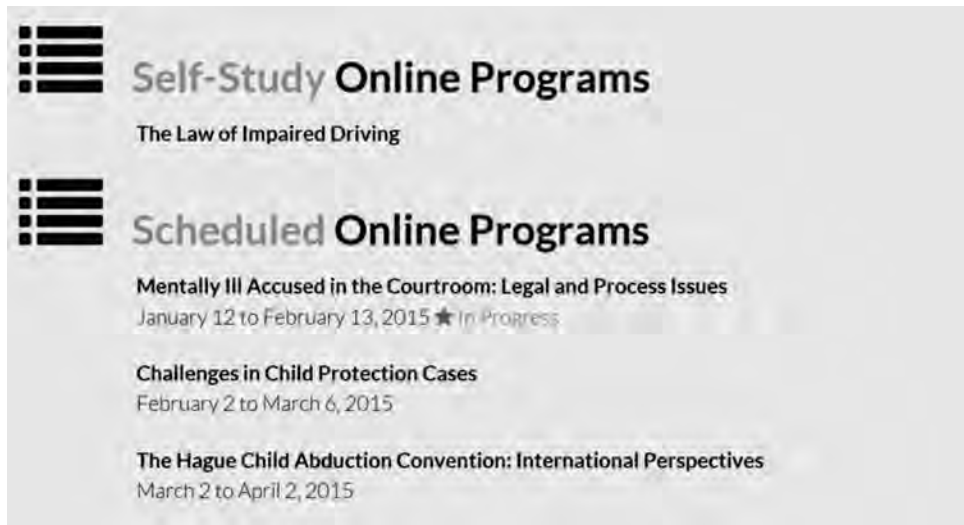 Self-Study Online Programs
The Law of Impaired Driving
Scheduled Online Programs
Mentally Ill Accused in the Courtroom: Legal and Process Issues
January 12 to February 13, 2015 ★ In Progress
Challenges in Child Protection Cases
February 2 to March 6, 2015
The Hague Child Abduction Convention: International Perspectives
March 2 to April 2, 2015